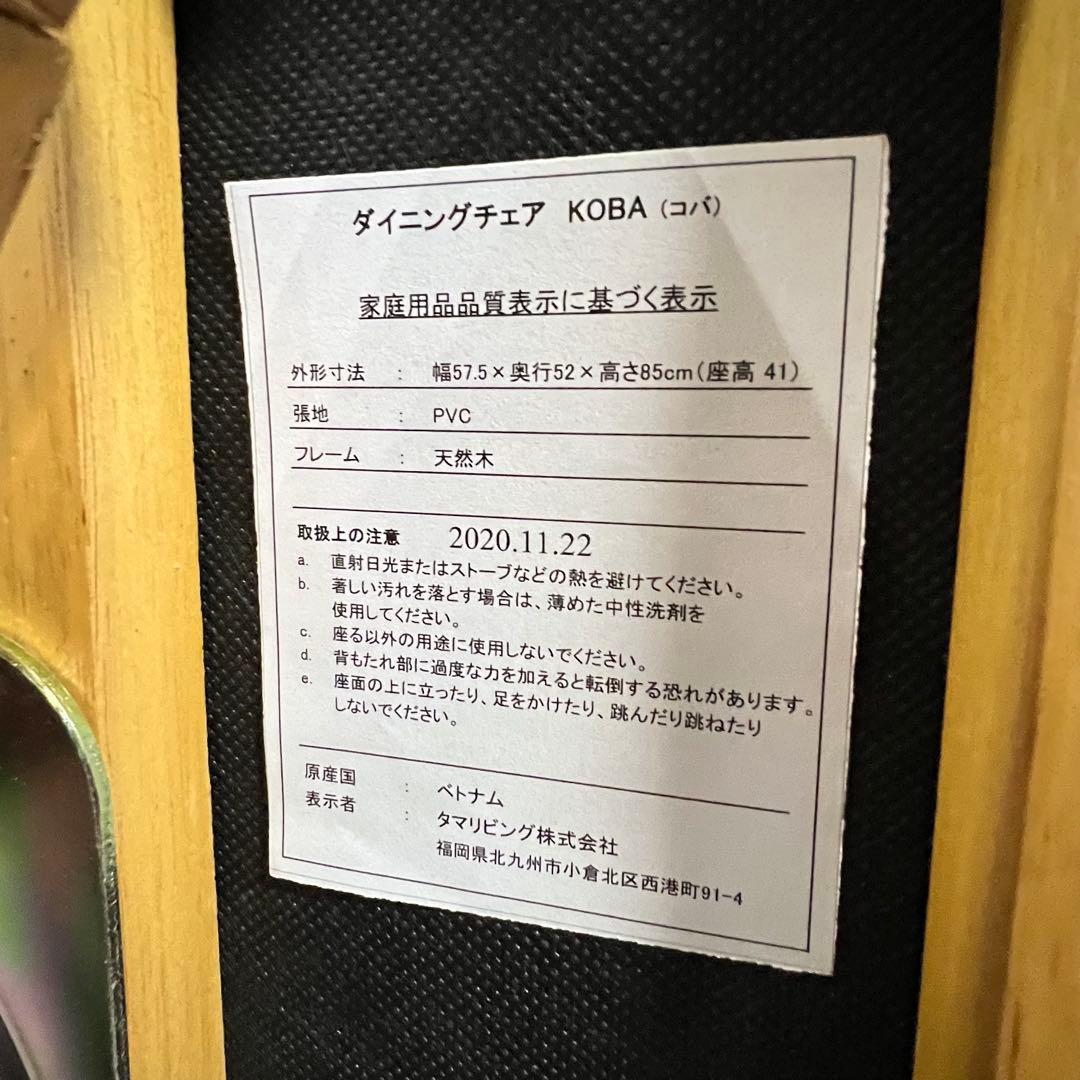 ダイニングチェア KOBA（コバ）
家庭用品品質表示に基づく表示
外形寸法 : 幅57.5×奥行52×高さ85cm（座高 41）
張地 : PVC
フレーム : 天然木
取扱上の注意 2020.11.22
a. 直射日光またはストーブなどの熱を避けてください。
b. 著しい汚れを落とす場合は、薄めた中性洗剤を
使用してください。
c. 座る以外の用途に使用しないでください。
d. 背もたれ部に過度な力を加えると転倒する恐れがあります。
e. 座面の上に立ったり、足をかけたり、跳んだり跳ねたり
しないでください。
原産国 : ベトナム
表示者 : タマリビング株式会社
福岡県北九州市小倉北区西港町91-4